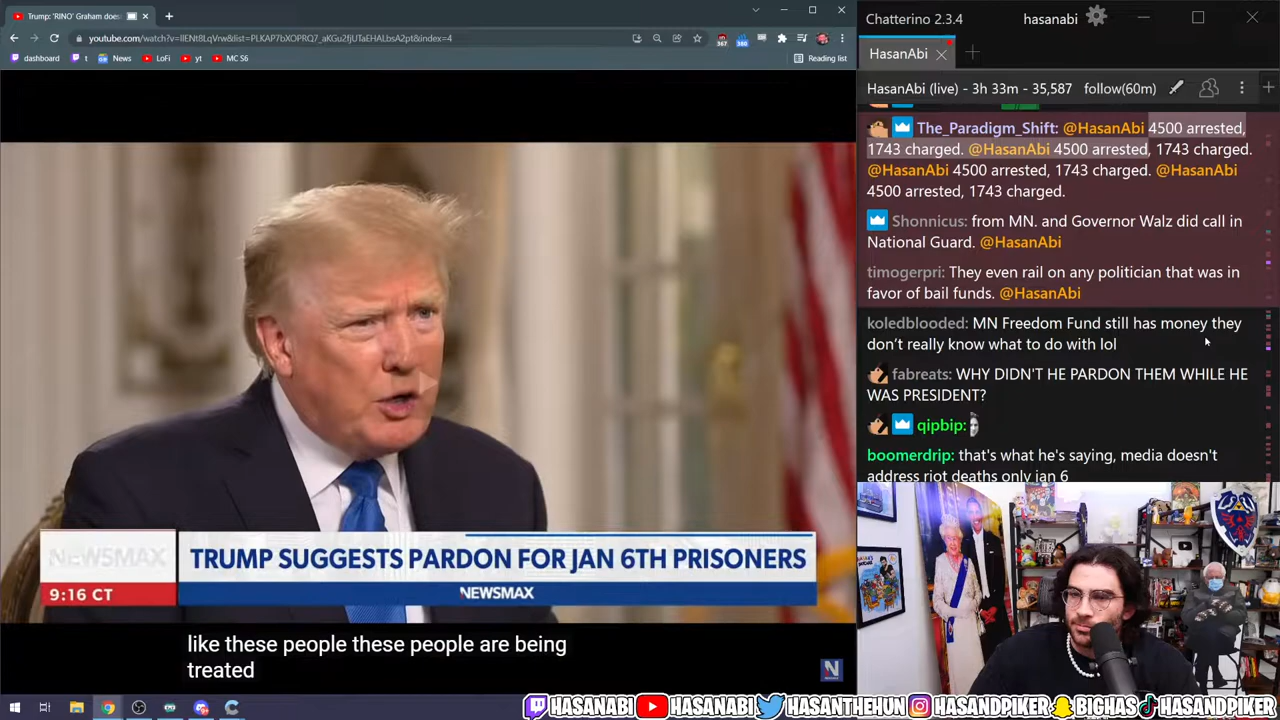 Trump: 'RINO' Graham does
youtube.com/watch?v=IlENt8LqVrw&list=PLKAP7bXOPRQ7_aKGu2fjUTaEHALbsA2pt&index=4
dashboard
t
News
LoFi
yt
MC S6
Reading list
367
388
Chatterino 2.3.4
hasanabi
HasanAbi
HasanAbi (live) - 3h 33m - 35,587
follow(60m)
The_Paradigm_Shift: @HasanAbi 4500 arrested,
1743 charged. @HasanAbi 4500 arrested, 1743 charged.
@HasanAbi 4500 arrested, 1743 charged. @HasanAbi
4500 arrested, 1743 charged.
Shonnicus: from MN. and Governor Walz did call in
National Guard. @HasanAbi
timogerpri: They even rail on any politician that was in
favor of bail funds. @HasanAbi
koledblooded: MN Freedom Fund still has money they
don't really know what to do with lol
fabreats: WHY DIDN'T HE PARDON THEM WHILE HE
WAS PRESIDENT?
qipbip:
boomerdrip: that's what he's saying, media doesn't
address riot deaths only jan 6
NEWSMAX
TRUMP SUGGESTS PARDON FOR JAN 6TH PRISONERS
9:16 CT
NEWSMAX
like these people these people are being
treated
N
HASANABI
HASANABI
HASANTHEHUN
HASANDPIKER
BIGHAS
HASANDPIKER